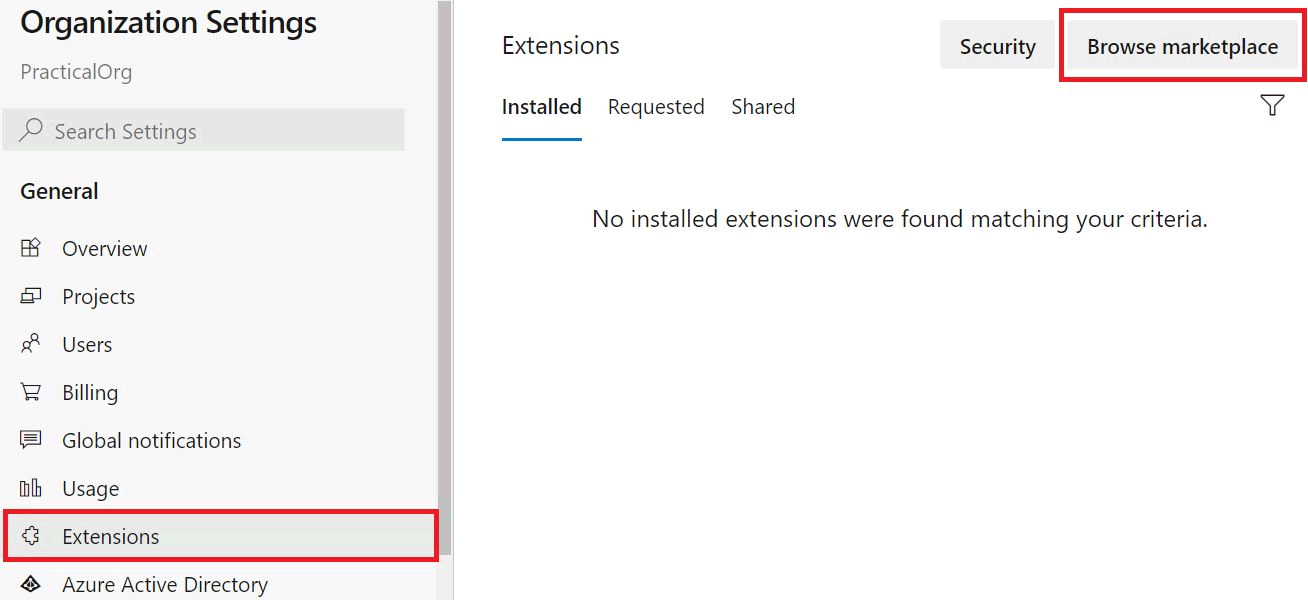 Organization Settings
PracticalOrg
Search Settings
General
Overview
Projects
Users
Billing
Global notifications
Usage
Extensions
Azure Active Directory
Extensions
Security
Browse marketplace
Installed Requested Shared
No installed extensions were found matching your criteria.